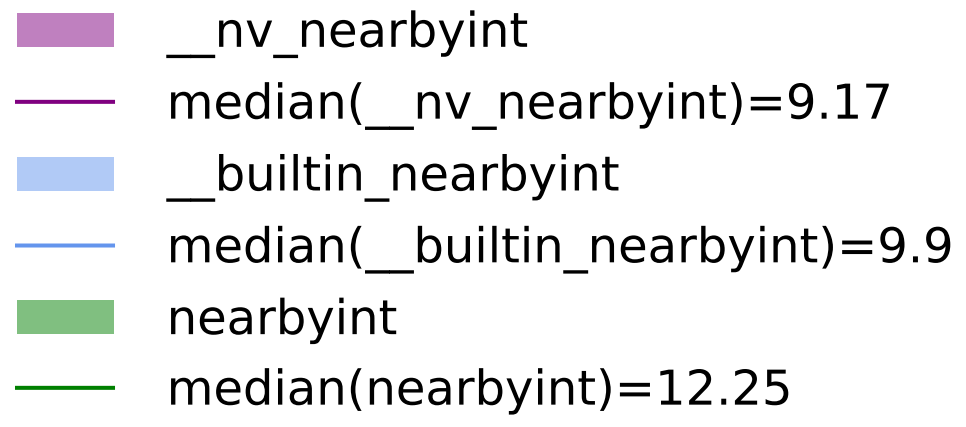 __nv_nearbyint
median(__nv_nearbyint)=9.17
__builtin_nearbyint
median(__builtin_nearbyint)=9.9
nearbyint
median(nearbyint)=12.25